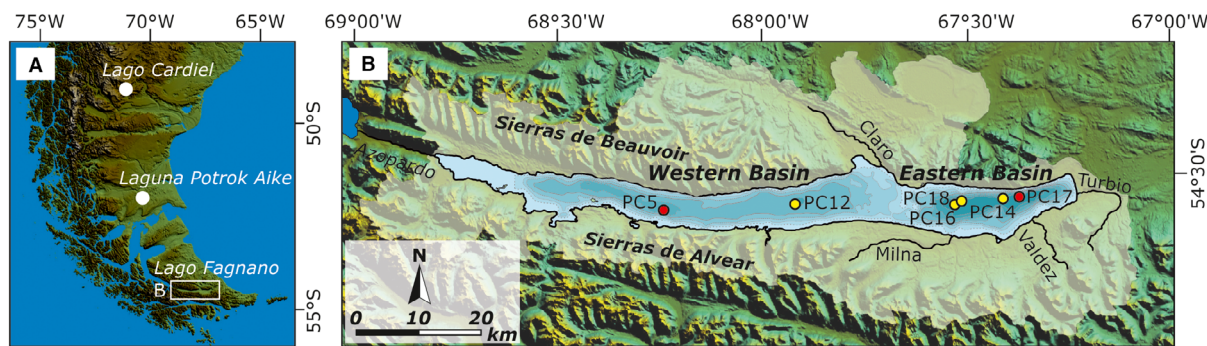 75°W 70°W 65°W
69°00'W 68°30'W 68°00'W 67°30'W 67°00'W
A
Lago Cardiel
50°S
Laguna Potrok Aike
Lago Fagnano
B
55°S
B
Sierras de Beauvoir
Claro
Azopardo
Western Basin
Eastern Basin
Turbio
54°30'S
PC5
PC12
PC18
PC16
PC14
PC17
Sierras de Alvear
Milna
Valdez
N
0 10 20
km